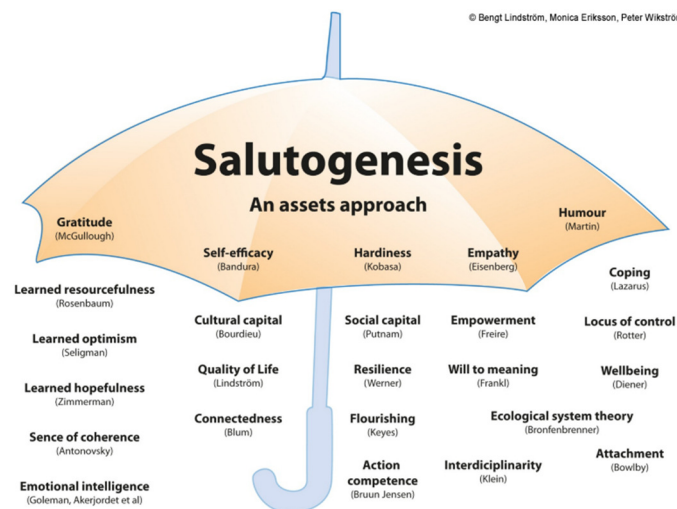 © Bengt Lindström, Monica Eriksson, Peter Wikströ
Salutogenesis
An assets approach
Gratitude
(McGullough)
Humour
(Martin)
Self-efficacy
(Bandura)
Hardiness
(Kobasa)
Empathy
(Eisenberg)
Coping
(Lazarus)
Learned resourcefulness
(Rosenbaum)
Cultural capital
(Bourdieu)
Social capital
(Putnam)
Empowerment
(Freire)
Locus of control
(Rotter)
Learned optimism
(Seligman)
Quality of Life
(Lindström)
Resilience
(Werner)
Will to meaning
(Frankl)
Wellbeing
(Diener)
Learned hopefulness
(Zimmerman)
Connectedness
(Blum)
Flourishing
(Keyes)
Ecological system theory
(Bronfenbrenner)
Sence of coherence
(Antonovsky)
Action
competence
(Bruun Jensen)
Interdiciplinarity
(Klein)
Attachment
(Bowlby)
Emotional intelligence
(Goleman, Akerjordet et al)